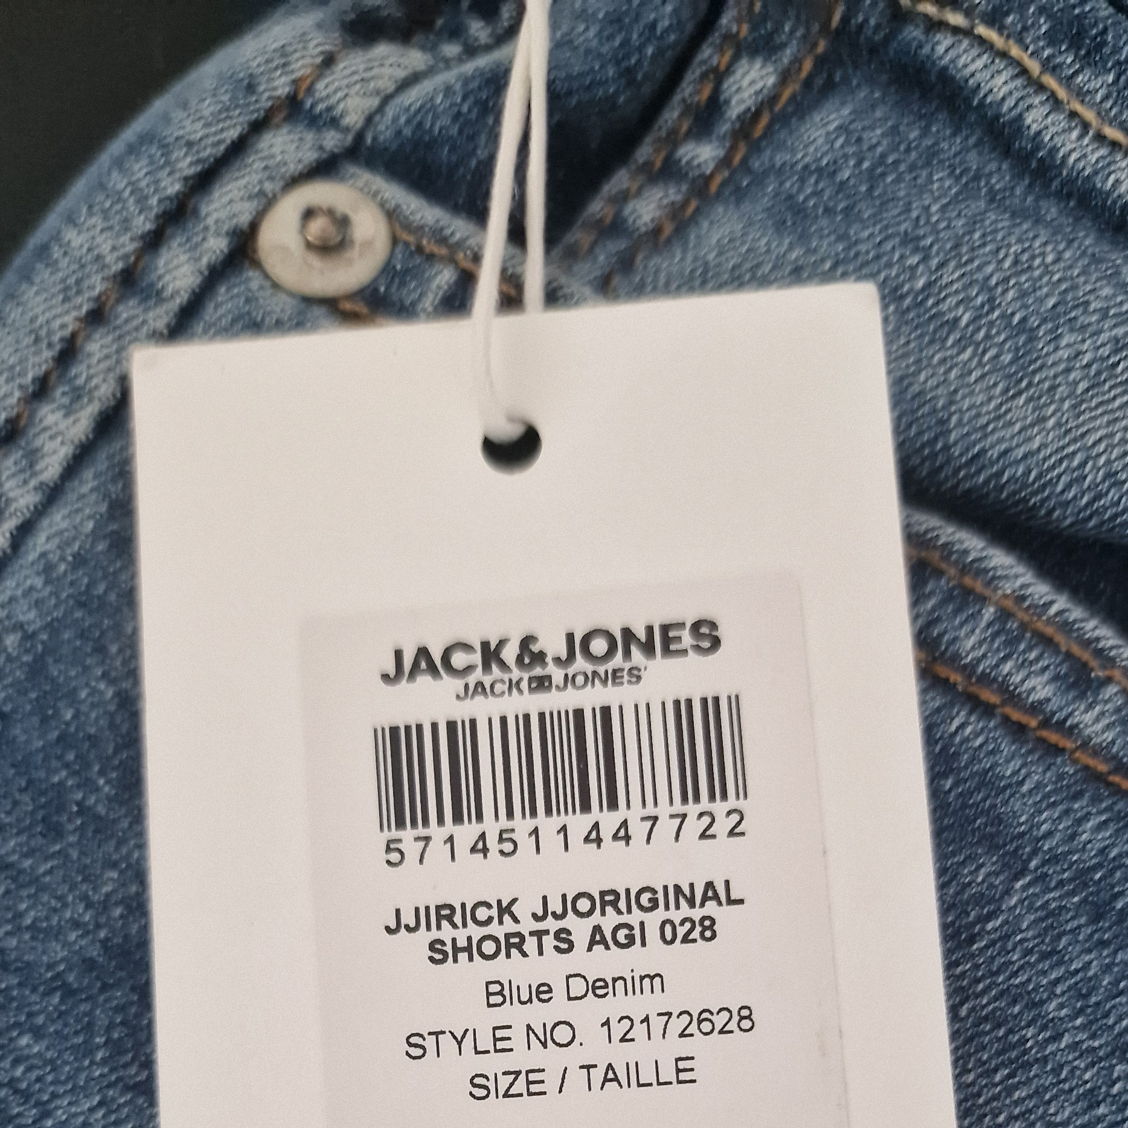 JACK&JONES
JACK JONES
5714511447722
JJIRICK JJORIGINAL
SHORTS AGI 028
Blue Denim
STYLE NO. 12172628
SIZE / TAILLE